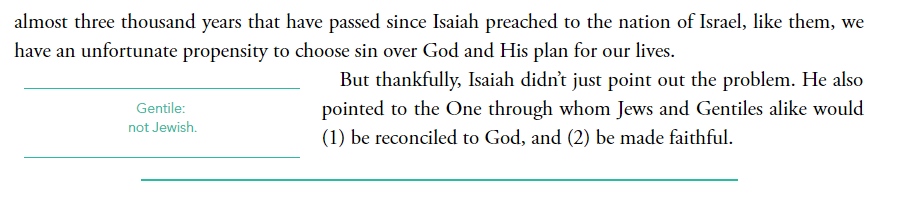 almost three thousand years that have passed since Isaiah preached to the nation of Israel, like them, we
have an unfortunate propensity to choose sin over God and His plan for our lives.
But thankfully, Isaiah didn't just point out the problem. He also
pointed to the One through whom Jews and Gentiles alike would
(1) be reconciled to God, and (2) be made faithful.
Gentile:
not Jewish.